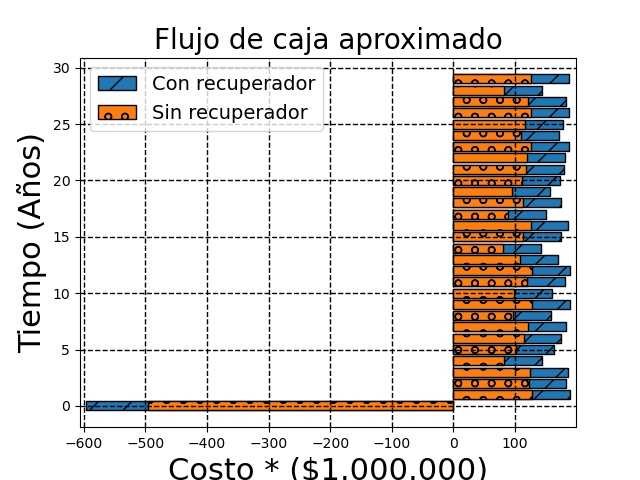 Flujo de caja aproximado
Con recuperador
Sin recuperador
Tiempo (Años)
30
25
20
15
10
5
0
−600 −500 −400 −300 −200 −100 0 100
Costo * ($1.000.000)